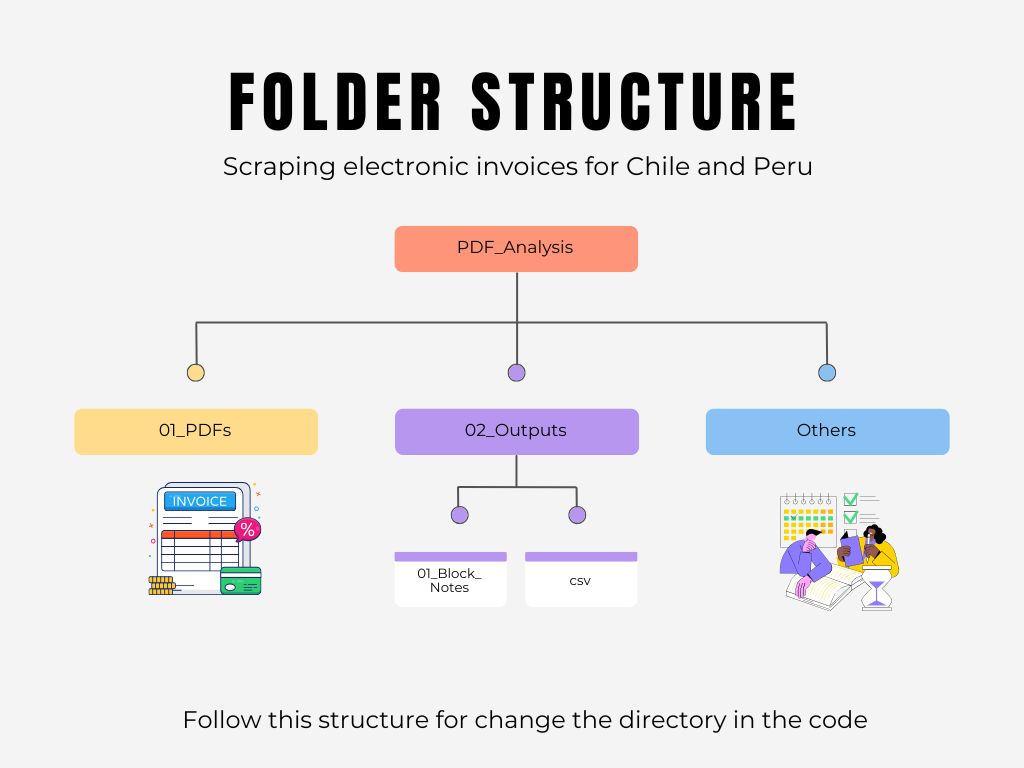 FOLDER STRUCTURE
Scraping electronic invoices for Chile and Peru
PDF_Analysis
01_PDFs
02_Outputs
Others
INVOICE
%
01_Block_
Notes
csv
Follow this structure for change the directory in the code